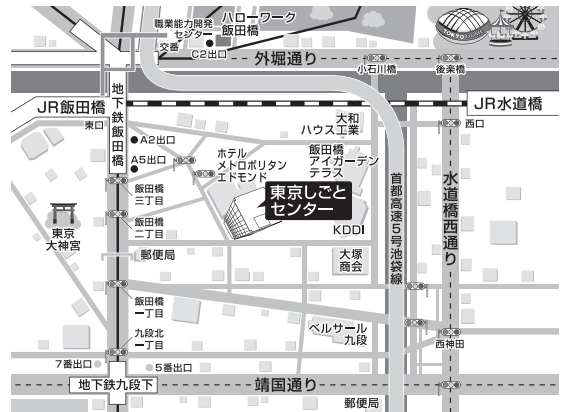 職業能力開発
センター
ハローワーク
飯田橋
交番
C2出口
TOKYO
外堀通り
小石川橋
後楽橋
JR飯田橋
JR水道橋
地下鉄飯田橋
東口
西口
A2出口
A5出口
大和
ハウス工業
ホテル
メトロポリタン
エドモンド
飯田橋
アイガーデン
テラス
飯田橋
三丁目
東京しごと
センター
首都高速5号池袋線
水道橋西通り
飯田橋
二丁目
東京
大神宮
KDDI
郵便局
大塚
商会
飯田橋
一丁目
九段北
一丁目
ベルサール
九段
西神田
7番出口
5番出口
地下鉄九段下
靖国通り
郵便局